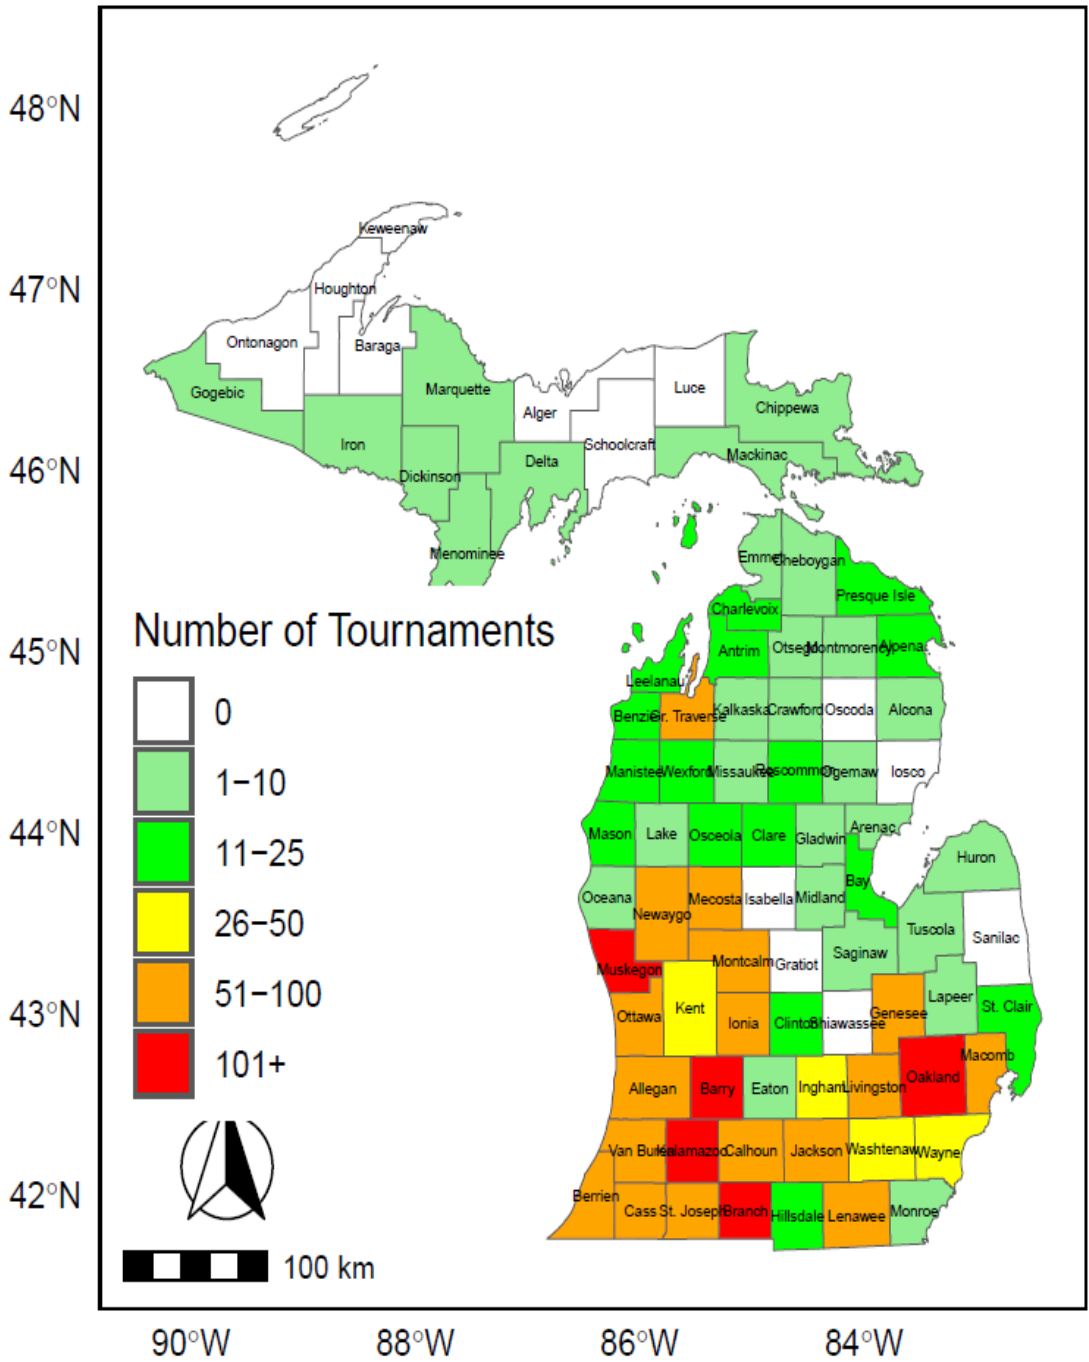 48°N
Keweenaw
47°N
Houghton
Ontonagon
Baraga
Gogebic
Marquette
Luce
Alger
Chippewa
Iron
Schoolcraft
46°N
Delta
Mackinac
Dickinson
Menominee
Emmet
Cheboygan
Presque Isle
Charlevoix
Number of Tournaments
45°N
Antrim
Otsego
Montmorency
Alpena
Leelanau
0
Benzie
Gr. Traverse
Kalkaska
Crawford
Oscoda
Alcona
1−10
Manistee
Wexford
Missaukee
Roscommon
Ogemaw
Iosco
44°N
Mason
Lake
Osceola
Clare
Gladwin
Arenac
11−25
Huron
Bay
Oceana
Newaygo
Mecosta
Isabella
Midland
26−50
Tuscola
Sanilac
Muskegon
Montcalm
Gratiot
Saginaw
51−100
43°N
Ottawa
Kent
Ionia
Clinton
Shiawassee
Genesee
Lapeer
St. Clair
101+
Allegan
Barry
Eaton
Ingham
Livingston
Oakland
Macomb
Van Buren
Kalamazoo
Calhoun
Jackson
Washtenaw
Wayne
42°N
Berrien
Cass
St. Joseph
Branch
Hillsdale
Lenawee
Monroe
100 km
90°W
88°W
86°W
84°W